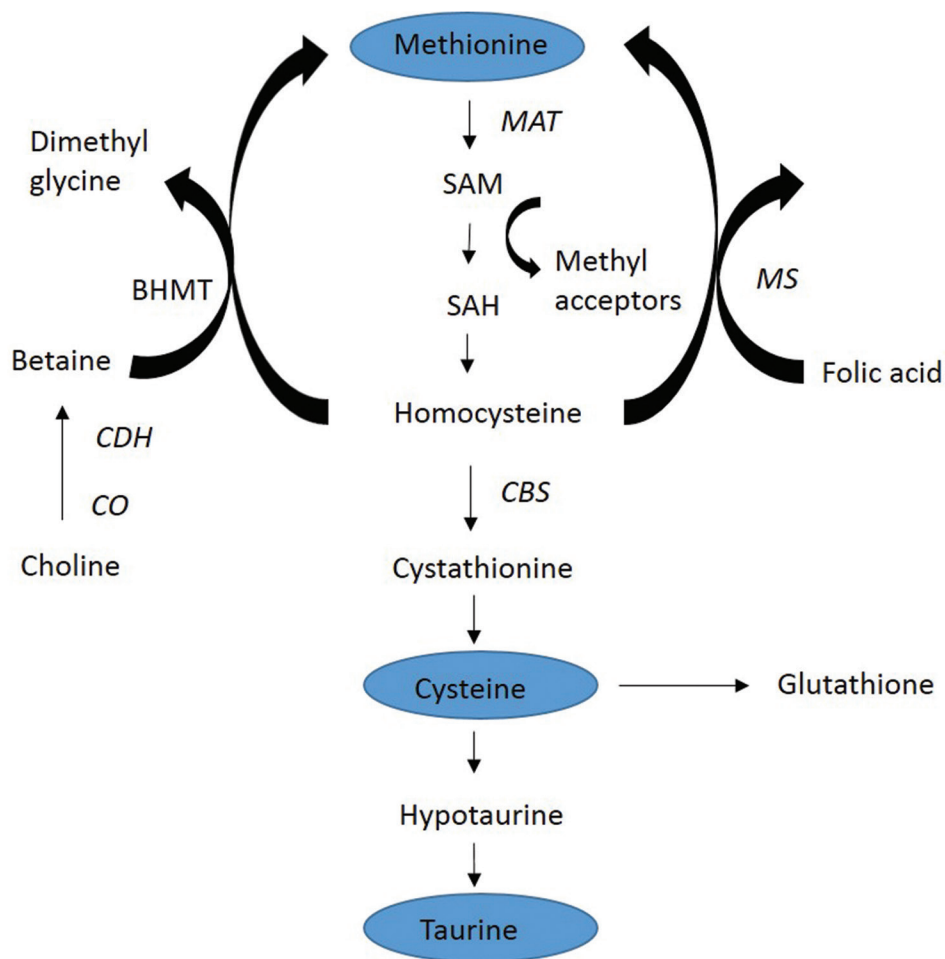 Methionine
MAT
Dimethyl
glycine
SAM
Methyl
acceptors
BHMT
MS
SAH
Betaine
Folic acid
Homocysteine
CDH
CO
CBS
Choline
Cystathionine
Cysteine
Glutathione
Hypotaurine
Taurine